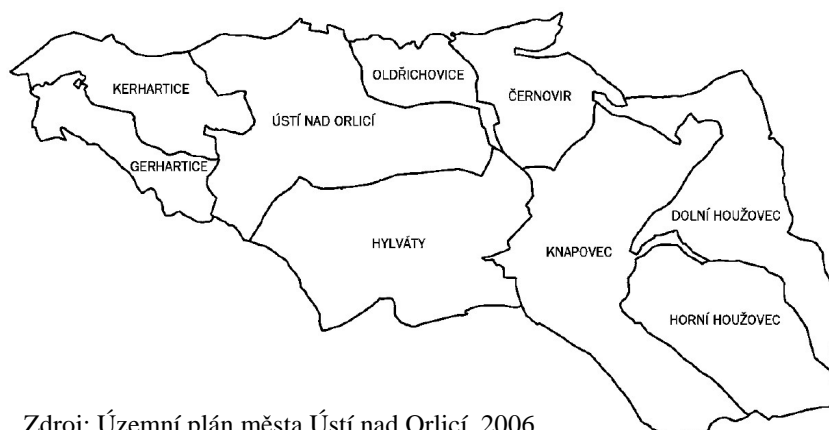 OLDŘICHOVICE
KERHARTICE
ČERNOVIR
ÚSTÍ NAD ORLICÍ
GERHARTICE
DOLNÍ HOUŽOVEC
HYLVÁTY
KNAPOVEC
HORNÍ HOUŽOVEC
Zdroj: Územní plán města Ústí nad Orlicí, 2006